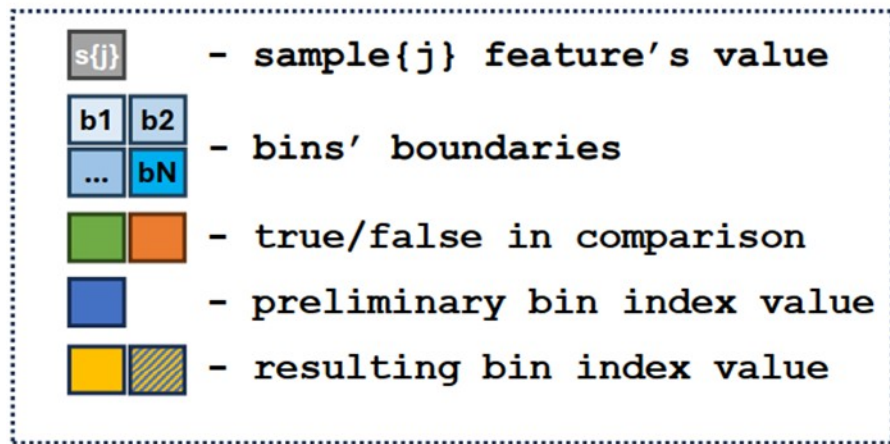 s{j} - sample{j} feature's value
b1 b2
- bins' boundaries
... bN
- true/false in comparison
- preliminary bin index value
- resulting bin index value